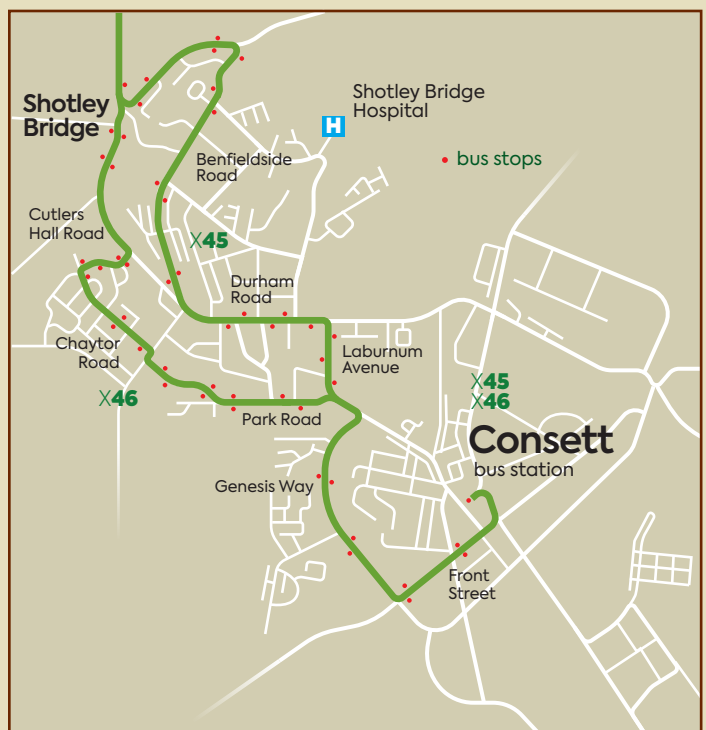 Shotley
Bridge
Shotley Bridge
Hospital
H
bus stops
Benfieldside
Road
Cutlers
Hall Road
X45
Durham
Road
Chaytor
Road
Laburnum
Avenue
X46
X45
X46
Park Road
Consett
bus station
Genesis Way
Front
Street